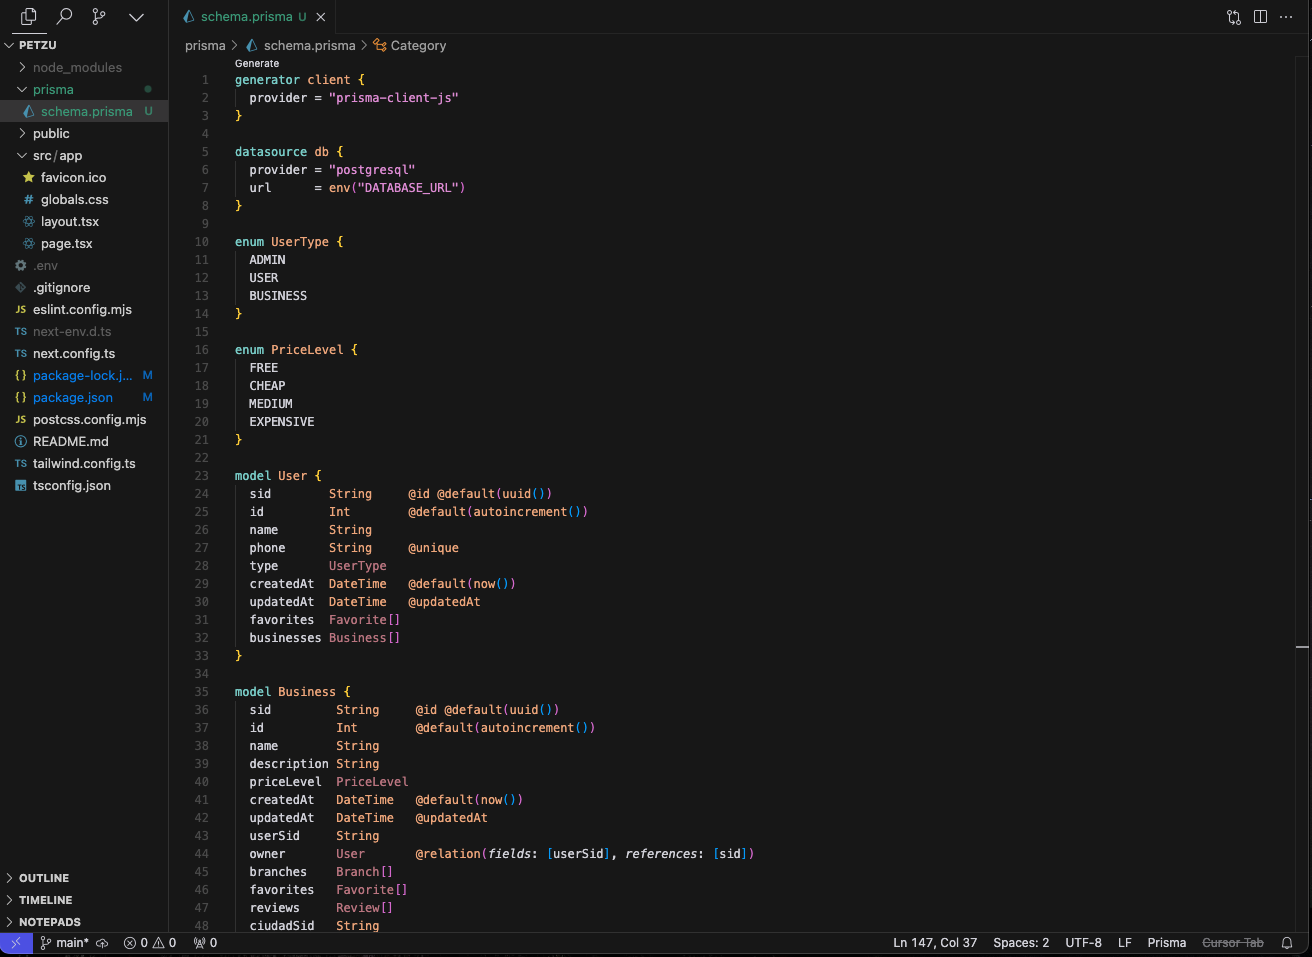 schema.prisma U
PETZU
node_modules
prisma
schema.prisma U
public
src/app
favicon.ico
# globals.css
layout.tsx
page.tsx
.env
.gitignore
JS eslint.config.mjs
TS next-env.d.ts
TS next.config.ts
{} package-lock.j... M
{} package.json M
JS postcss.config.mjs
README.md
TS tailwind.config.ts
TS tsconfig.json
OUTLINE
TIMELINE
NOTEPADS
prisma > schema.prisma > Category
Generate
1 generator client {
2 provider = "prisma-client-js"
3 }
4
5 datasource db {
6 provider = "postgresql"
7 url      = env("DATABASE_URL")
8 }
9
10 enum UserType {
11 ADMIN
12 USER
13 BUSINESS
14 }
15
16 enum PriceLevel {
17 FREE
18 CHEAP
19 MEDIUM
20 EXPENSIVE
21 }
22
23 model User {
24 sid        String     @id @default(uuid())
25 id         Int        @default(autoincrement())
26 name       String
27 phone      String     @unique
28 type       UserType
29 createdAt  DateTime   @default(now())
30 updatedAt  DateTime   @updatedAt
31 favorites  Favorite[]
32 businesses Business[]
33 }
34
35 model Business {
36 sid         String     @id @default(uuid())
37 id          Int        @default(autoincrement())
38 name        String
39 description String
40 priceLevel  PriceLevel
41 createdAt   DateTime   @default(now())
42 updatedAt   DateTime   @updatedAt
43 userSid     String
44 owner       User       @relation(fields: [userSid], references: [sid])
45 branches    Branch[]
46 favorites   Favorite[]
47 reviews     Review[]
48 ciudadSid   String
main* 0 0 0 Ln 147, Col 37 Spaces: 2 UTF-8 LF Prisma Cursor Tab